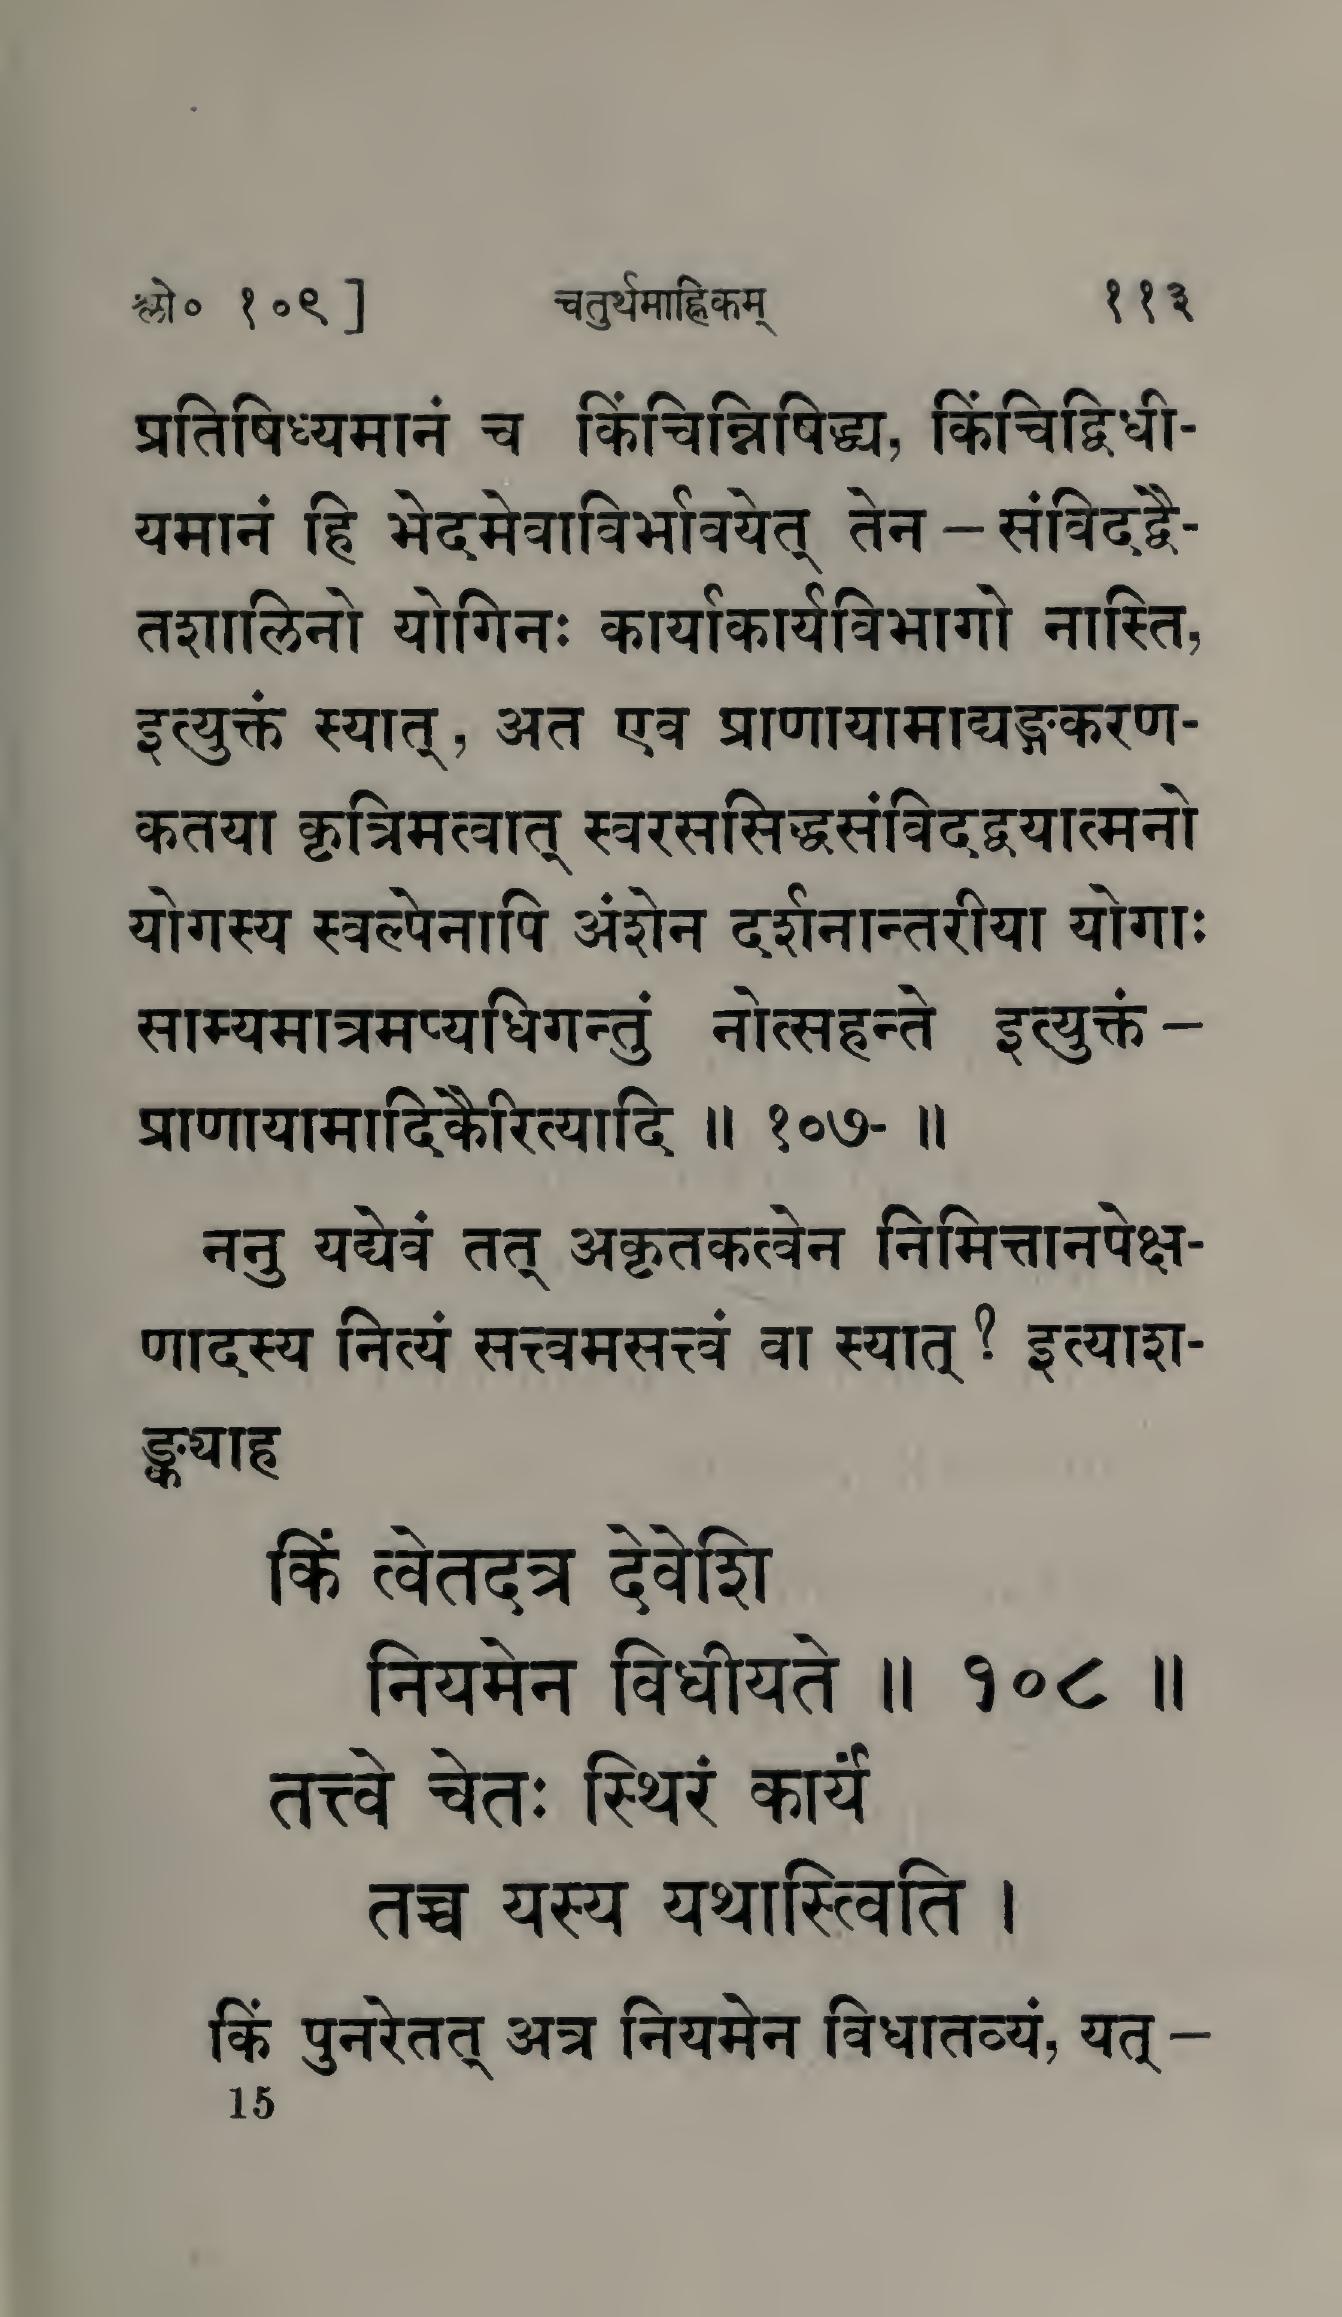 श्लो० १०९]	चतुर्थमाह्निकम्	११३
प्रतिषिध्यमानं च किंचिन्निषिद्ध्य, किंचिद्विधी-
यमानं हि भेदमेवाविर्भावयेत् तेन – संविदद्वै-
तशालिनो योगिनः कार्याकार्यविभागो नास्ति,
इत्युक्तं स्यात्, अत एव प्राणायामाद्यङ्गकरण-
कतया कृत्रिमत्वात् स्वरससिद्धसंविदद्वयात्मनो
योगस्य स्वल्पेनापि अंशेन दर्शनान्तरीया योगाः
साम्यमात्रमप्यधिगन्तुं नोत्सहन्ते इत्युक्तं –
प्राणायामादिकैरित्यादि ॥ १०७- ॥
ननु यद्येवं तत् अकृतकत्वेन निमित्तानपेक्ष-
णादस्य नित्यं सत्त्वमसत्त्वं वा स्यात् ? इत्याश-
ङ्क्याह
किं त्वेतदत्र देवेशि
नियमेन विधीयते ॥ १०८ ॥
तत्त्वे चेतः स्थिरं कार्यं
तच्च यस्य यथास्त्विति ।
किं पुनरेतत् अत्र नियमेन विधातव्यं, यत् –
15